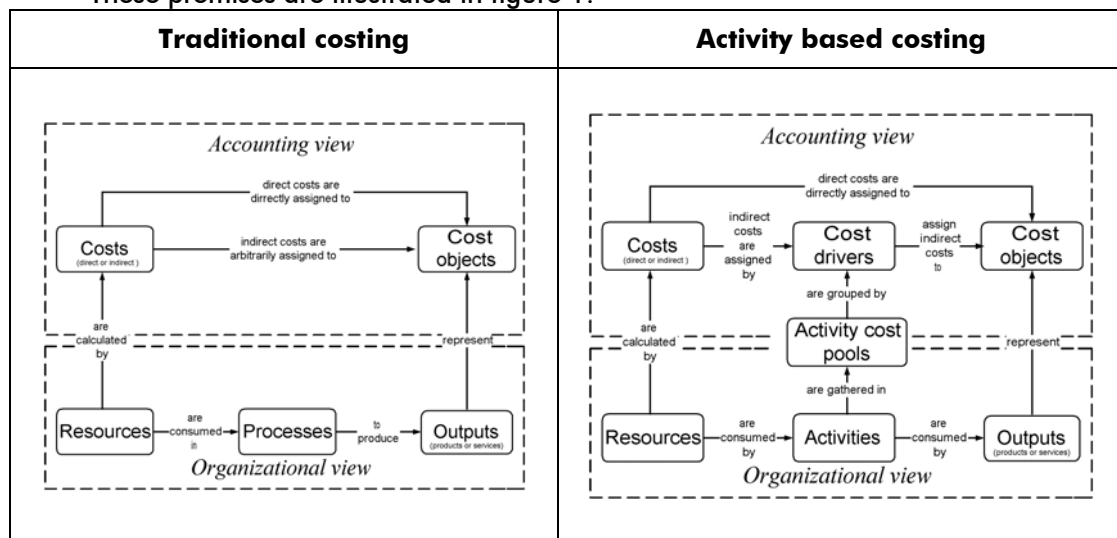 These premises are illustrated in figure 1.
Traditional costing
Activity based costing
Accounting view
direct costs are
dirrectly assigned to
Costs
(direct or indirect )
indirect costs are
arbitrarily assigned to
Cost
objects
are
calculated
by
represent
Resources
are
consumed
in
Processes
to
produce
Outputs
(products or services)
Organizational view
Accounting view
direct costs are
dirrectly assigned to
Costs
(direct or indirect )
indirect
costs
are
assigned
by
Cost
drivers
assign
indirect
costs
to
Cost
objects
are grouped by
are
calculated
by
Activity cost
pools
represent
are gathered in
Resources
are
consumed
by
Activities
are
consumed
by
Outputs
(products or services)
Organizational view